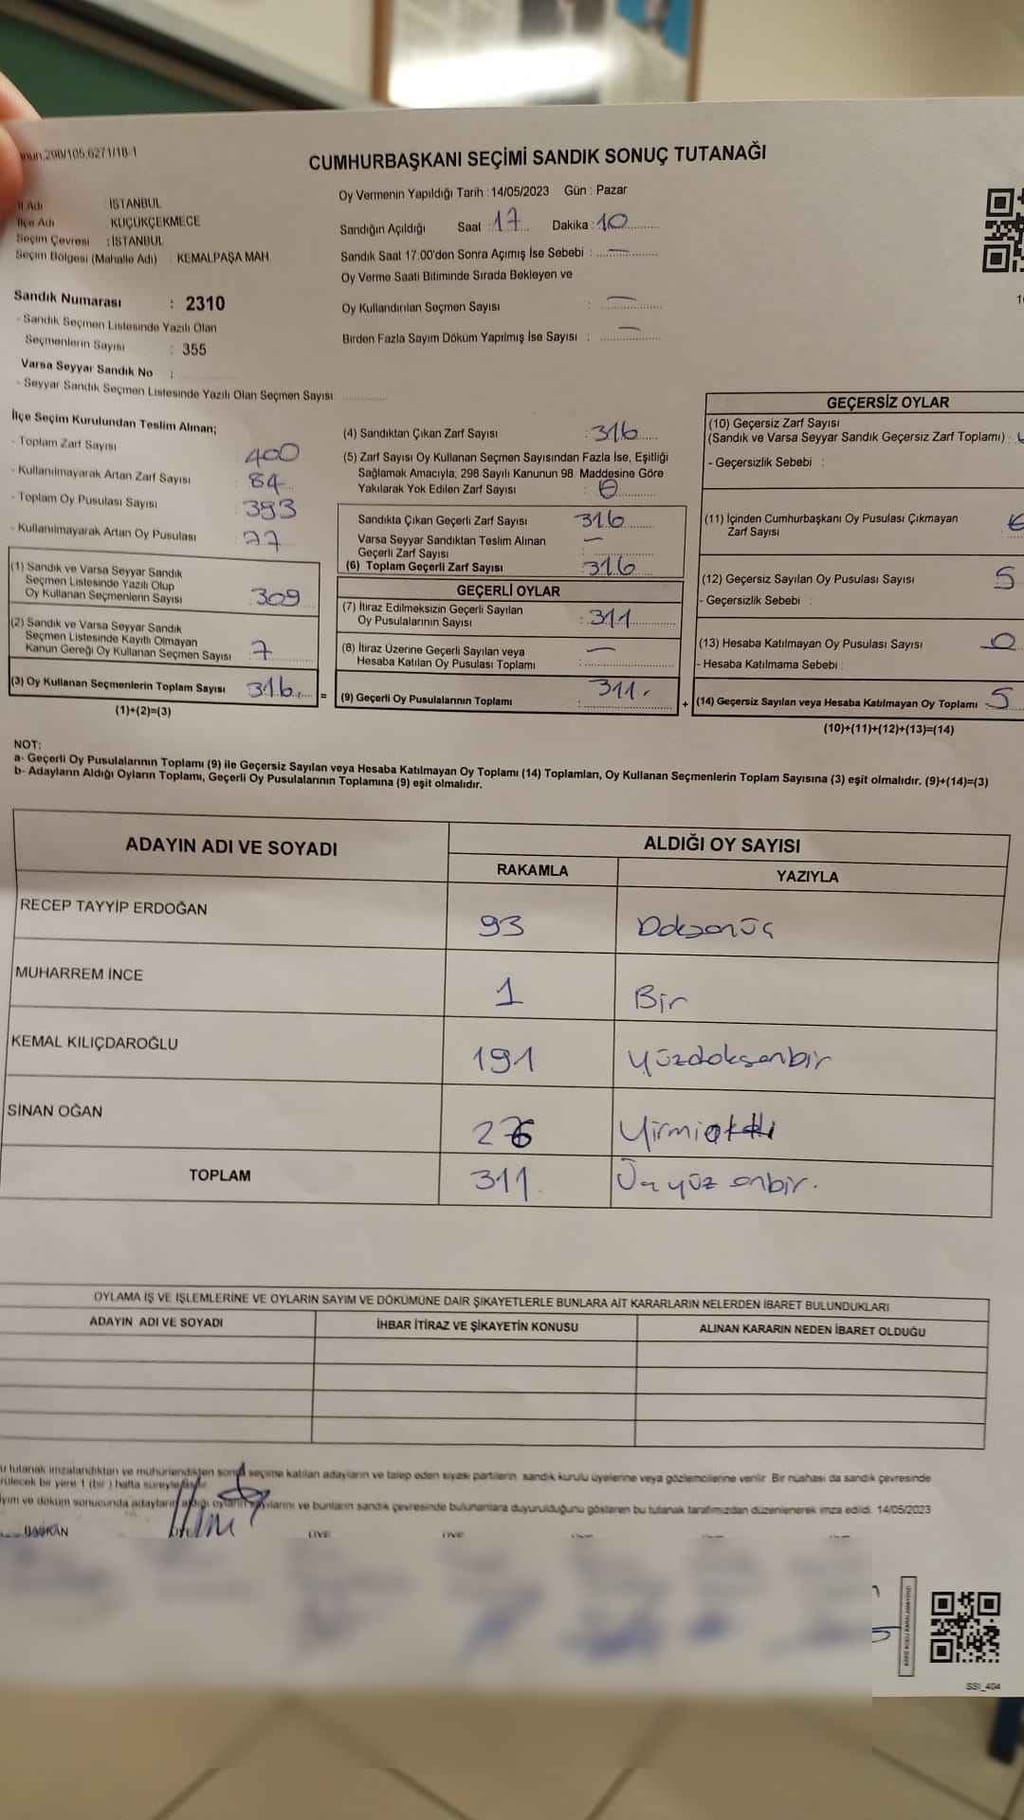 298/105;6271/18-1
CUMHURBAŞKANI SEÇİMİ SANDIK SONUÇ TUTANAĞI
İl Adı : İSTANBUL
İlçe Adı : KÜÇÜKÇEKMECE
Seçim Çevresi : İSTANBUL
Seçim Bölgesi (Mahalle Adı) : KEMALPAŞA MAH.
Sandık Numarası : 2310
- Sandık Seçmen Listesinde Yazılı Olan
Seçmenlerin Sayısı : 355
Varsa Seyyar Sandık No :
- Seyyar Sandık Seçmen Listesinde Yazılı Olan Seçmen Sayısı
Oy Vermenin Yapıldığı Tarih : 14/05/2023 Gün : Pazar
Sandığın Açıldığı Saat : 17 Dakika : 10
Sandık Saat 17.00'den Sonra Açımış İse Sebebi : —
Oy Verme Saati Bitiminde Sırada Bekleyen ve
Oy Kullandırılan Seçmen Sayısı : —
Birden Fazla Sayım Döküm Yapılmış İse Sayısı : —
İlçe Seçim Kurulundan Teslim Alınan;
- Toplam Zarf Sayısı 400
- Kullanılmayarak Artan Zarf Sayısı 84
- Toplam Oy Pusulası Sayısı 393
- Kullanılmayarak Artan Oy Pusulası 77
(1) Sandık ve Varsa Seyyar Sandık
Seçmen Listesinde Yazılı Olup
Oy Kullanan Seçmenlerin Sayısı 309
(2) Sandık ve Varsa Seyyar Sandık
Seçmen Listesinde Kayıtlı Olmayan
Kanun Gereği Oy Kullanan Seçmen Sayısı 7
(3) Oy Kullanan Seçmenlerin Toplam Sayısı 316 =
(1)+(2)=(3)
(4) Sandıktan Çıkan Zarf Sayısı : 316
(5) Zarf Sayısı Oy Kullanan Seçmen Sayısından Fazla İse, Eşitliği
Sağlamak Amacıyla, 298 Sayılı Kanunun 98. Maddesine Göre
Yakılarak Yok Edilen Zarf Sayısı : 0
Sandıkta Çıkan Geçerli Zarf Sayısı 316
Varsa Seyyar Sandıktan Teslim Alınan
Geçerli Zarf Sayısı : —
(6) Toplam Geçerli Zarf Sayısı : 316
GEÇERLİ OYLAR
(7) İtiraz Edilmeksizin Geçerli Sayılan
Oy Pusulalarının Sayısı : 311
(8) İtiraz Üzerine Geçerli Sayılan veya
Hesaba Katılan Oy Pusulası Toplamı : —
(9) Geçerli Oy Pusulalarının Toplamı : 311. +
GEÇERSİZ OYLAR
(10) Geçersiz Zarf Sayısı
(Sandık ve Varsa Seyyar Sandık Geçersiz Zarf Toplamı) :
- Geçersizlik Sebebi :
(11) İçinden Cumhurbaşkanı Oy Pusulası Çıkmayan
Zarf Sayısı
(12) Geçersiz Sayılan Oy Pusulası Sayısı 5
- Geçersizlik Sebebi :
(13) Hesaba Katılmayan Oy Pusulası Sayısı 0
- Hesaba Katılmama Sebebi :
(14) Geçersiz Sayılan veya Hesaba Katılmayan Oy Toplamı 5
(10)+(11)+(12)+(13)=(14)
NOT:
a- Geçerli Oy Pusulalarının Toplamı (9) ile Geçersiz Sayılan veya Hesaba Katılmayan Oy Toplamı (14) Toplamları, Oy Kullanan Seçmenlerin Toplam Sayısına (3) eşit olmalıdır. (9)+(14)=(3)
b- Adayların Aldığı Oyların Toplamı, Geçerli Oy Pusulalarının Toplamına (9) eşit olmalıdır.
ADAYIN ADI VE SOYADI ALDIĞI OY SAYISI
RAKAMLA YAZIYLA
RECEP TAYYİP ERDOĞAN 93 Doksanüç
MUHARREM İNCE 1 Bir
KEMAL KILIÇDAROĞLU 191 yüzdoksanbir
SİNAN OĞAN 26 Yirmialtı
TOPLAM 311. Üçyüz onbir.
OYLAMA İŞ VE İŞLEMLERİNE VE OYLARIN SAYIM VE DÖKÜMÜNE DAİR ŞİKAYETLERLE BUNLARA AİT KARARLARIN NELERDEN İBARET BULUNDUKLARI
ADAYIN ADI VE SOYADI İHBAR İTİRAZ VE ŞİKAYETİN KONUSU ALINAN KARARIN NEDEN İBARET OLDUĞU
tutanak imzalandıktan ve mühürlendikten sonra seçime katılan adayların ve talep eden siyasi partilerin sandık kurulu üyelerine veya gözlemcilerine verilir. Bir nüshası da sandık çevresinde
bir yere 1 (bir) hafta süreyle
ve döküm sonucunda adayların aldığı oyların sayılarını ve bunların sandık çevresinde bulunanlara duyurulduğunu gösteren bu tutanak tarafımızdan düzenlenerek imza edildi. 14/05/2023
BAŞKAN ÜYE ÜYE
SSI_404